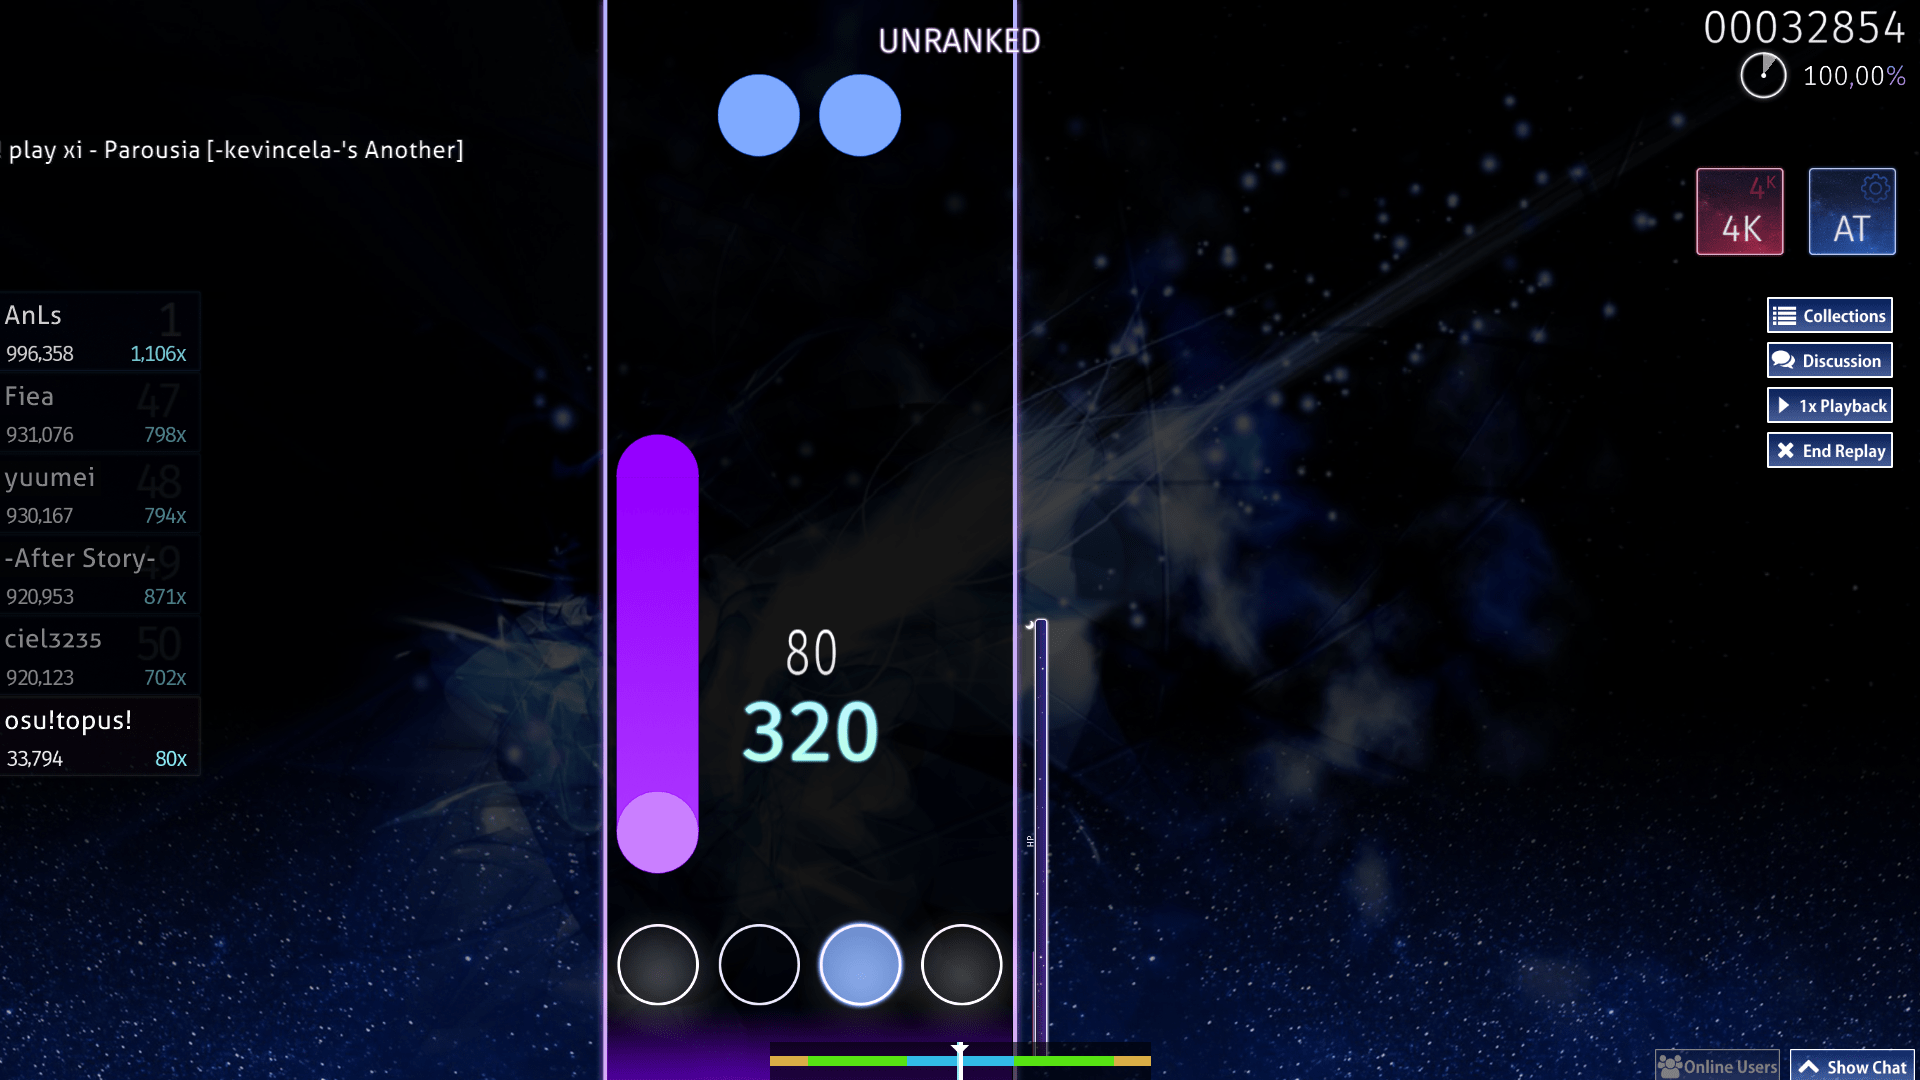 UNRANKED
00032854
100,00%
play xi - Parousia [-kevincela-'s Another]
4K
4K
AT
AnLs
1
996,358
1,106x
Fiea
47
931,076
798x
yuumei
48
930,167
794x
-After Story-
49
920,953
871x
ciel3235
50
920,123
702x
osu!topus!
33,794
80x
Collections
Discussion
1x Playback
End Replay
80
320
HP
Online Users
Show Chat